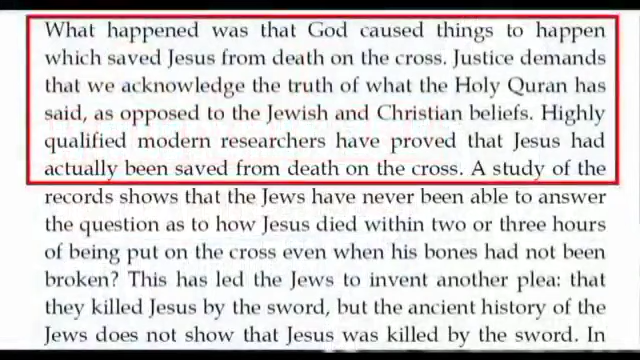 What happened was that God caused things to happen
which saved Jesus from death on the cross. Justice demands
that we acknowledge the truth of what the Holy Quran has
said, as opposed to the Jewish and Christian beliefs. Highly
qualified modern researchers have proved that Jesus had
actually been saved from death on the cross. A study of the
records shows that the Jews have never been able to answer
the question as to how Jesus died within two or three hours
of being put on the cross even when his bones had not been
broken? This has led the Jews to invent another plea: that
they killed Jesus by the sword, but the ancient history of the
Jews does not show that Jesus was killed by the sword. In